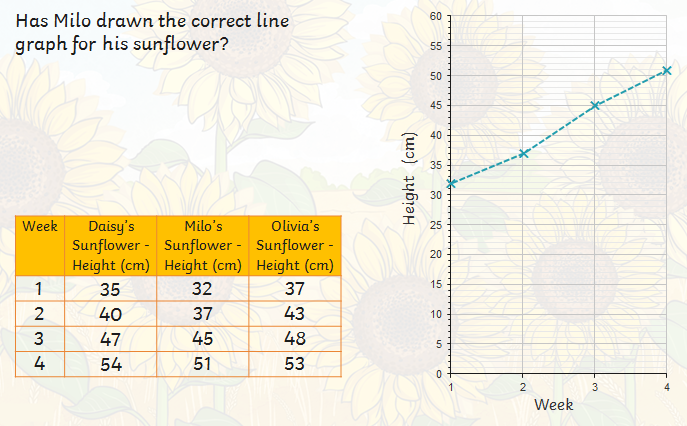 Has Milo drawn the correct line
graph for his sunflower?
Week Daisy's Sunflower - Height (cm) Milo's Sunflower - Height (cm) Olivia's Sunflower - Height (cm)
1 35 32 37
2 40 37 43
3 47 45 48
4 54 51 53
Height (cm)
60
55
50
45
40
35
30
25
20
15
10
5
0
1 2 3 4
Week